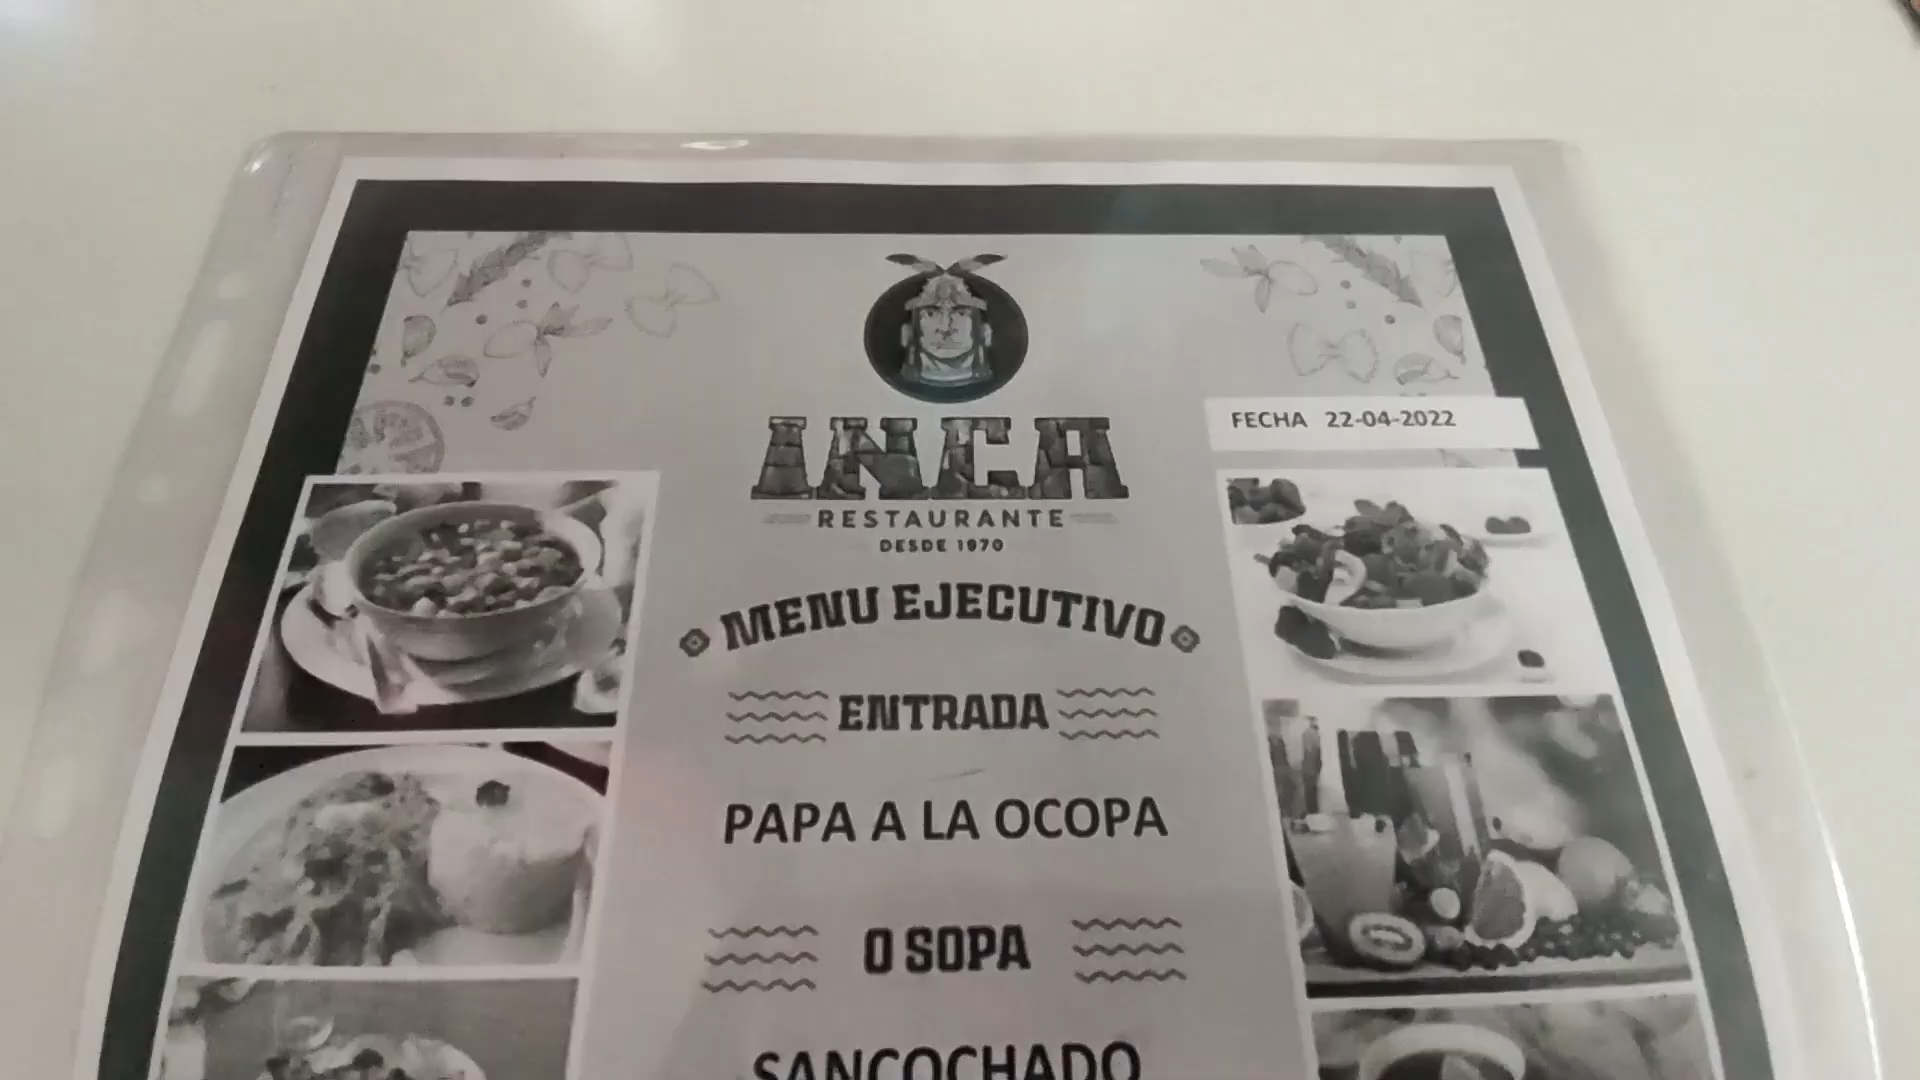 INCA
RESTAURANTE
DESDE 1970
FECHA 22-04-2022
MENU EJECUTIVO
ENTRADA
PAPA A LA OCOPA
O SOPA
SANCOCHADO